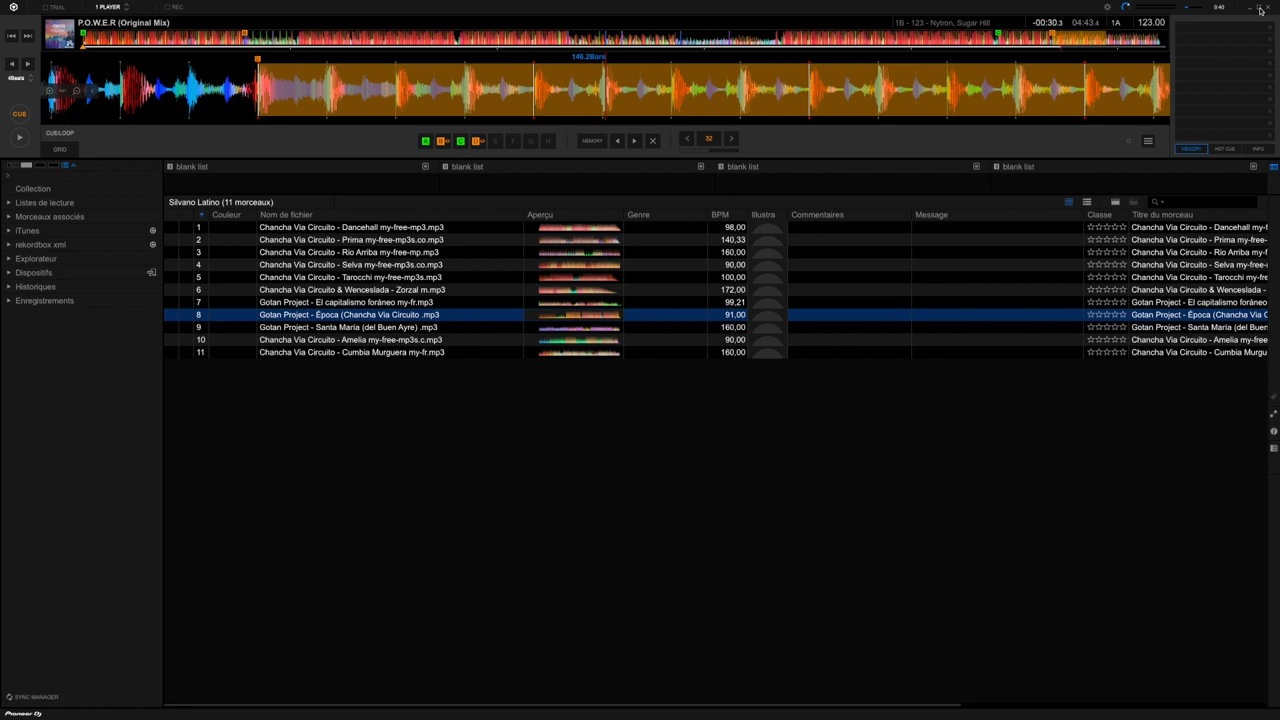 TRIAL 1 PLAYER REC 9:40
P.O.W.E.R (Original Mix) 1B - 123 - Nytron, Sugar Hill -00:30.3 04:43.4 1A 123.00
A B C D
146.2Bars
4Beats
CUE
CUE/LOOP
GRID
A B C D E F G H MEMORY 32
MEMORY HOT CUE INFO
blank list blank list blank list blank list
Collection
Listes de lecture
Morceaux associés
iTunes
rekordbox xml
Explorateur
Dispositifs
Historiques
Enregistrements
Silvano Latino (11 morceaux)
Couleur Nom de fichier Aperçu Genre BPM Illustra Commentaires Message Classe Titre du morceau
1 Chancha Via Circuito - Dancehall my-free-mp3.mp3 98,00 Chancha Via Circuito - Dancehall my-f
2 Chancha Via Circuito - Prima my-free-mp3s.co.mp3 140,33 Chancha Via Circuito - Prima my-free-
3 Chancha Via Circuito - Rio Arriba my-free-mp.mp3 160,00 Chancha Via Circuito - Rio Arriba my-f
4 Chancha Via Circuito - Selva my-free-mp3s.co.mp3 90,00 Chancha Via Circuito - Selva my-free-
5 Chancha Via Circuito - Tarocchi my-free-mp3s.mp3 100,00 Chancha Via Circuito - Tarocchi my-fre
6 Chancha Via Circuito & Wenceslada - Zorzal m.mp3 172,00 Chancha Via Circuito & Wenceslada -
7 Gotan Project - El capitalismo foráneo my-fr.mp3 99,21 Gotan Project - El capitalismo foráneo
8 Gotan Project - Época (Chancha Via Circuito .mp3 91,00 Gotan Project - Época (Chancha Via C
9 Gotan Project - Santa María (del Buen Ayre) .mp3 160,00 Gotan Project - Santa María (del Buen
10 Chancha Via Circuito - Amelia my-free-mp3s.c.mp3 90,00 Chancha Via Circuito - Amelia my-free
11 Chancha Via Circuito - Cumbia Murguera my-fr.mp3 160,00 Chancha Via Circuito - Cumbia Murgu
SYNC MANAGER
Pioneer Dj